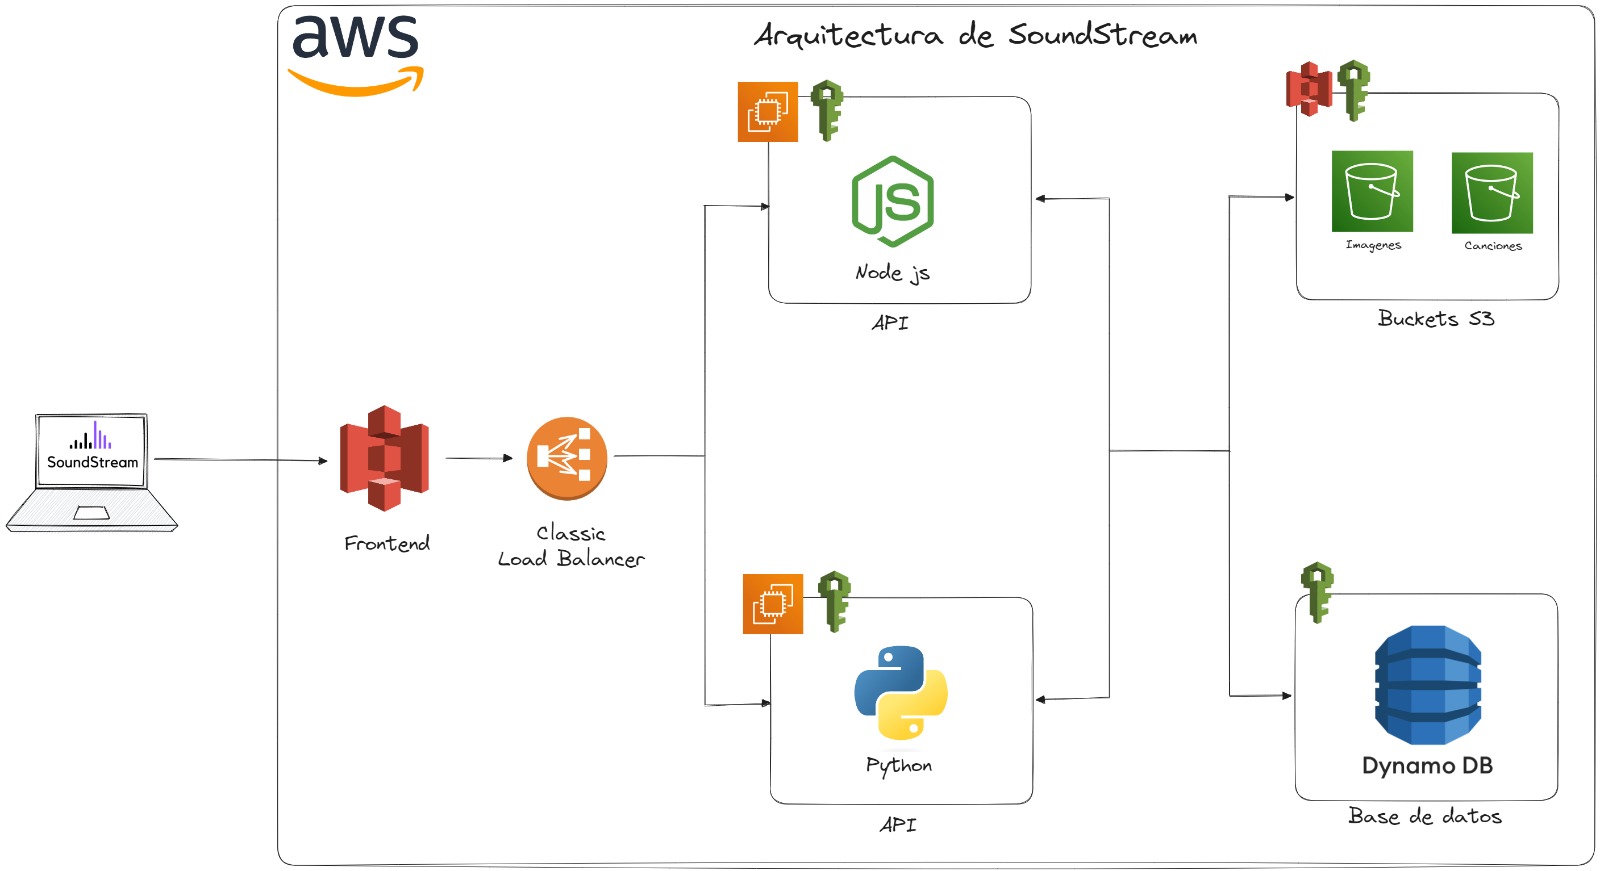 aws
Arquitectura de SoundStream
JS
Node js
API
Imagenes
Canciones
Buckets S3
SoundStream
Frontend
Classic
Load Balancer
Python
API
Dynamo DB
Base de datos